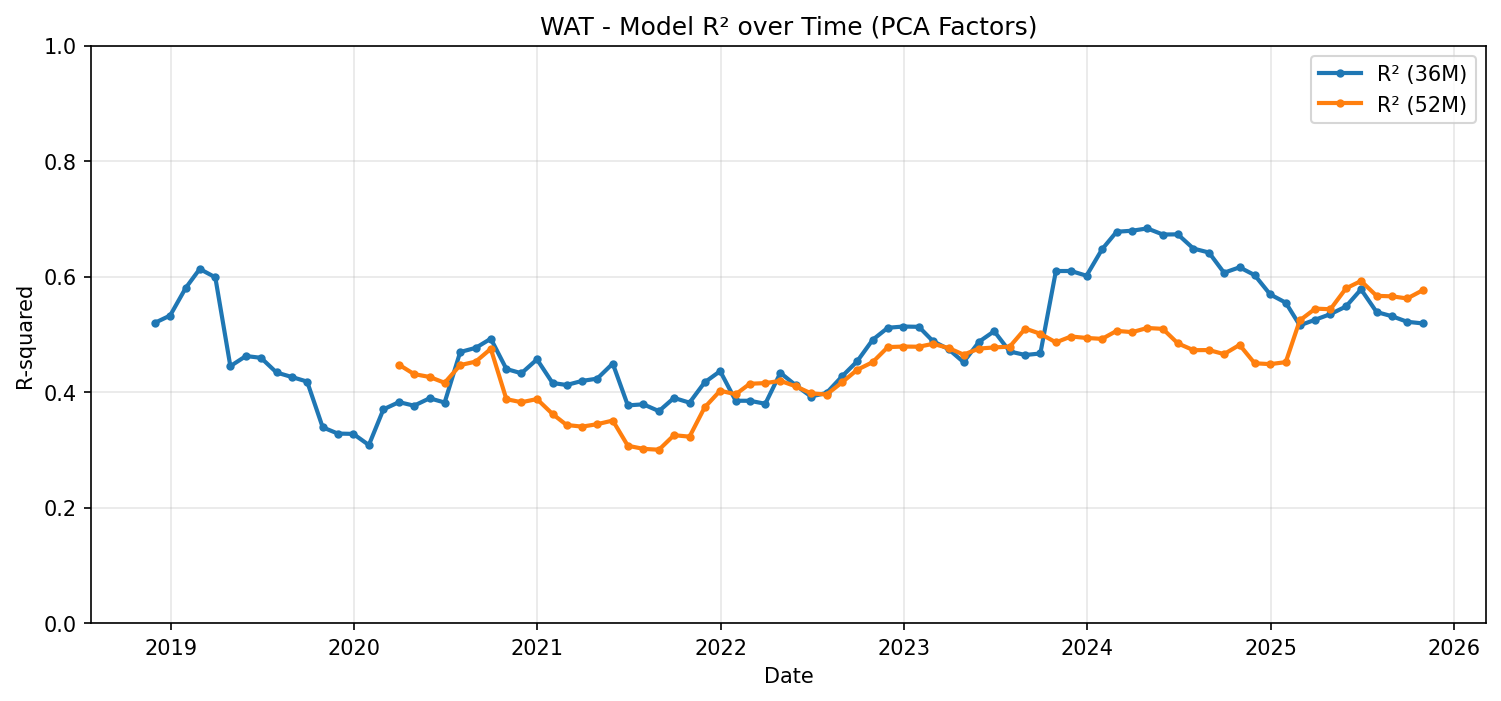 WAT - Model R² over Time (PCA Factors)
R² (36M)
R² (52M)
R-squared
1.0
0.8
0.6
0.4
0.2
0.0
2019 2020 2021 2022 2023 2024 2025 2026
Date